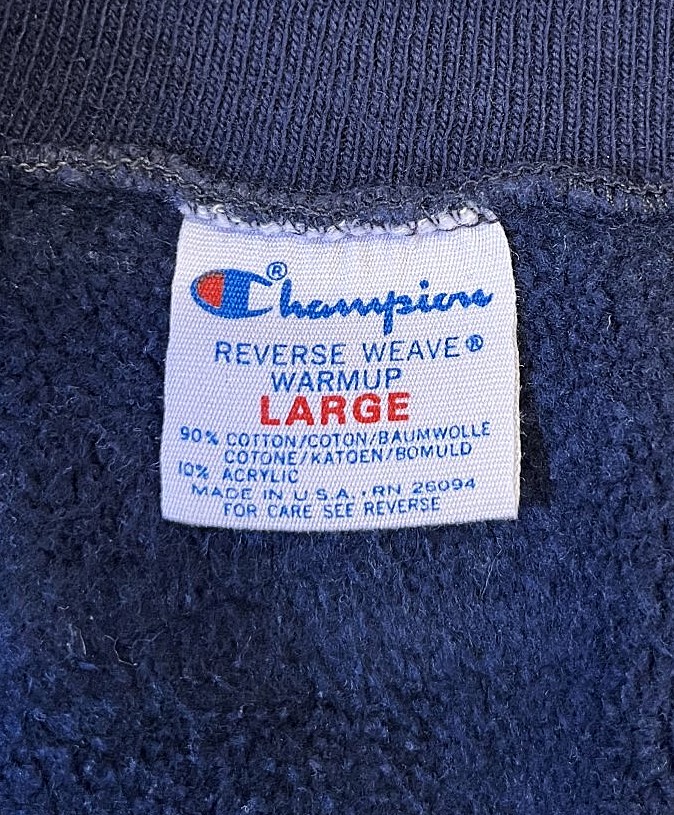 ® Champion
REVERSE WEAVE®
WARMUP
LARGE
90% COTTON/COTON/BAUMWOLLE
COTONE/KATOEN/BOMULD
10% ACRYLIC
MADE IN U.S.A. · RN 26094
FOR CARE SEE REVERSE